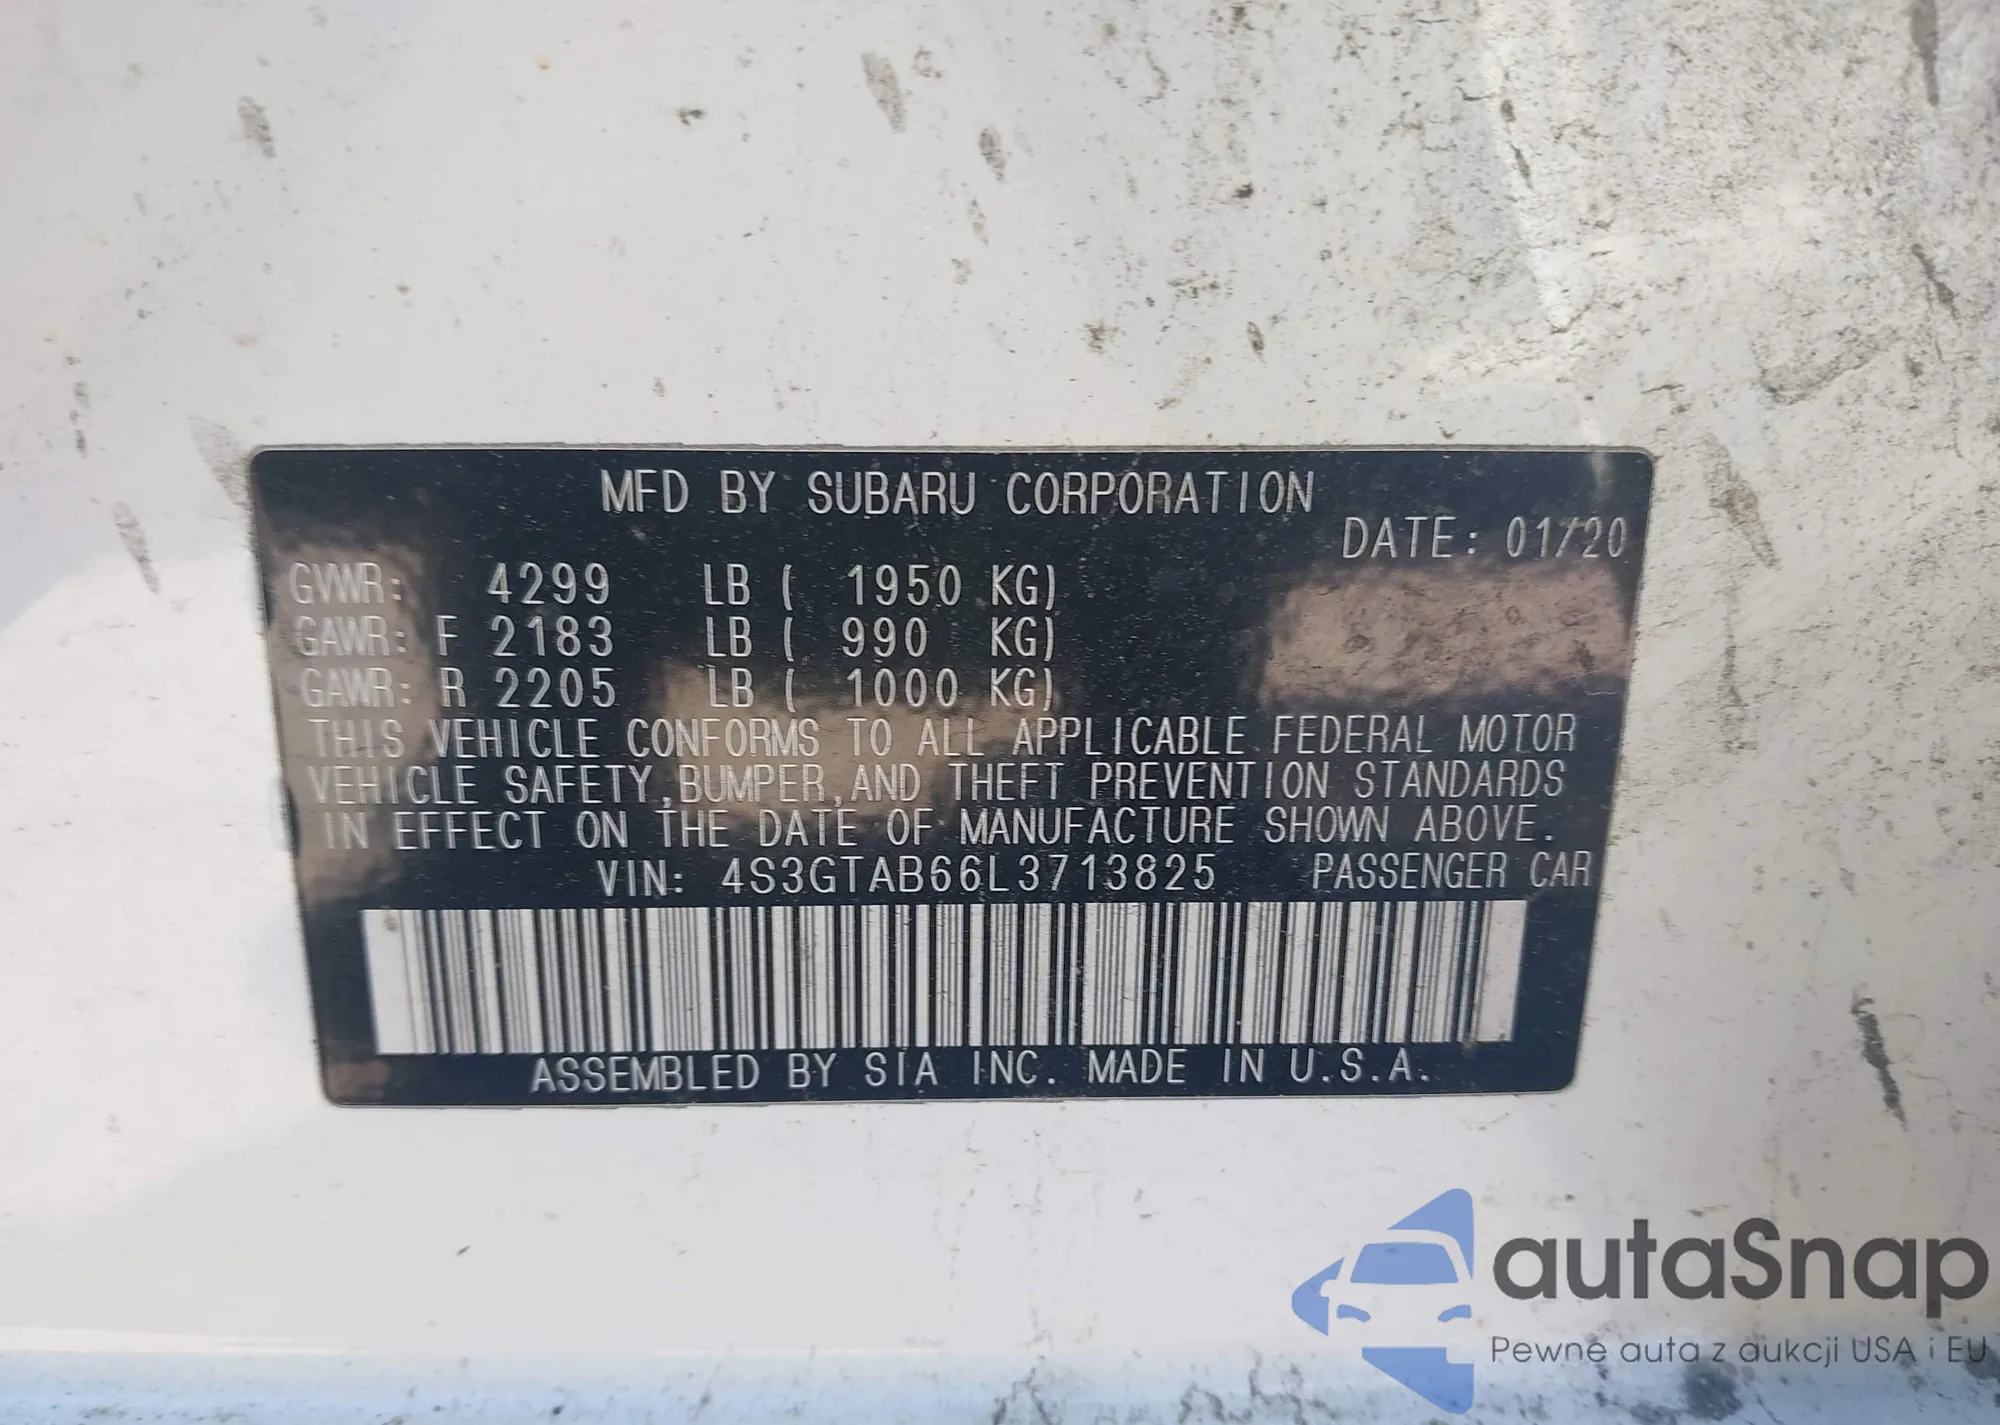 MFD BY SUBARU CORPORATION
DATE: 01/20
GVWR: 4299 LB ( 1950 KG)
GAWR: F 2183 LB ( 990 KG)
GAWR: R 2205 LB ( 1000 KG)
THIS VEHICLE CONFORMS TO ALL APPLICABLE FEDERAL MOTOR
VEHICLE SAFETY,BUMPER,AND THEFT PREVENTION STANDARDS
IN EFFECT ON THE DATE OF MANUFACTURE SHOWN ABOVE.
VIN: 4S3GTAB66L3713825 PASSENGER CAR
ASSEMBLED BY SIA INC. MADE IN U.S.A.
autaSnap
Pewne auta z aukcji USA i EU